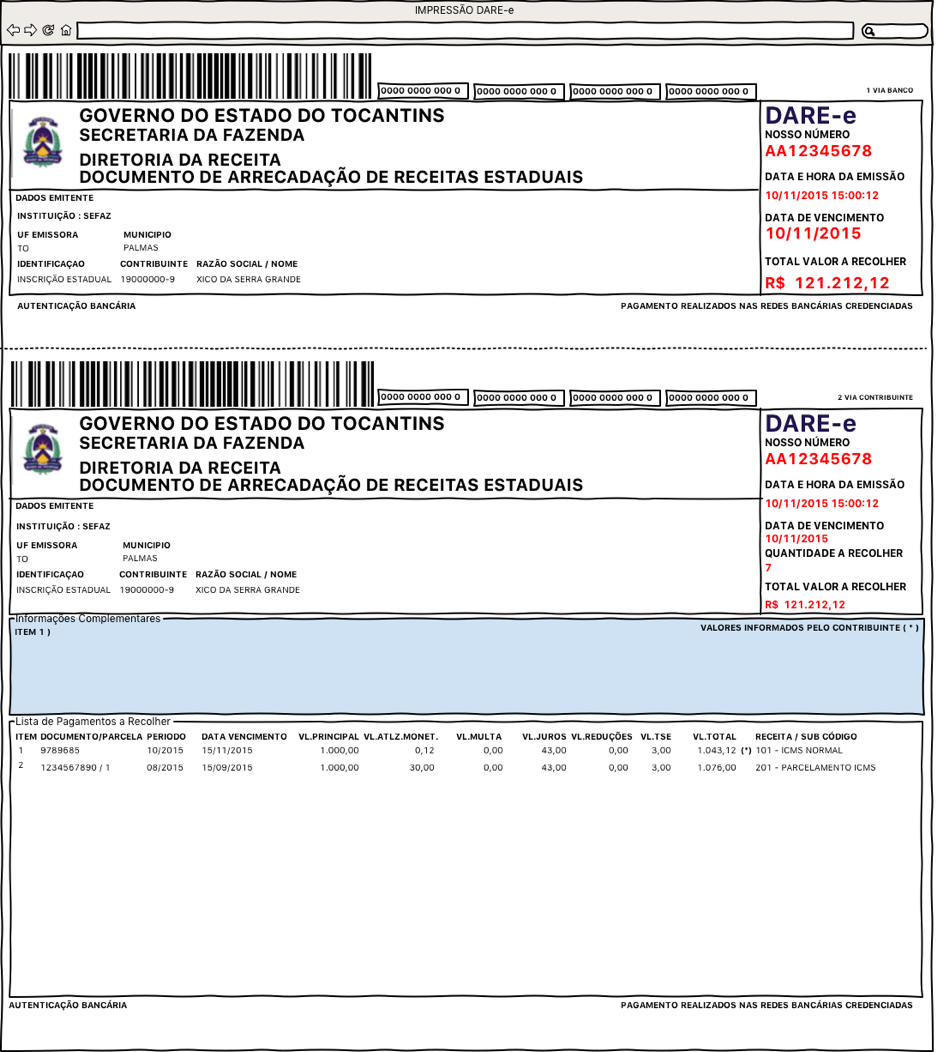 IMPRESSÃO DARE-e
0000 0000 000 0 0000 0000 000 0 0000 0000 000 0 0000 0000 000 0 1 VIA BANCO
GOVERNO DO ESTADO DO TOCANTINS
SECRETARIA DA FAZENDA
DIRETORIA DA RECEITA
DOCUMENTO DE ARRECADAÇÃO DE RECEITAS ESTADUAIS
DARE-e
NOSSO NÚMERO
AA12345678
DATA E HORA DA EMISSÃO
10/11/2015 15:00:12
DATA DE VENCIMENTO
10/11/2015
TOTAL VALOR A RECOLHER
R$ 121.212,12
DADOS EMITENTE
INSTITUIÇÃO : SEFAZ
UF EMISSORA MUNICIPIO
TO PALMAS
IDENTIFICAÇAO CONTRIBUINTE RAZÃO SOCIAL / NOME
INSCRIÇÃO ESTADUAL 19000000-9 XICO DA SERRA GRANDE
AUTENTICAÇÃO BANCÁRIA PAGAMENTO REALIZADOS NAS REDES BANCÁRIAS CREDENCIADAS
0000 0000 000 0 0000 0000 000 0 0000 0000 000 0 0000 0000 000 0 2 VIA CONTRIBUINTE
GOVERNO DO ESTADO DO TOCANTINS
SECRETARIA DA FAZENDA
DIRETORIA DA RECEITA
DOCUMENTO DE ARRECADAÇÃO DE RECEITAS ESTADUAIS
DARE-e
NOSSO NÚMERO
AA12345678
DATA E HORA DA EMISSÃO
10/11/2015 15:00:12
DATA DE VENCIMENTO
10/11/2015
QUANTIDADE A RECOLHER
7
TOTAL VALOR A RECOLHER
R$ 121.212,12
DADOS EMITENTE
INSTITUIÇÃO : SEFAZ
UF EMISSORA MUNICIPIO
TO PALMAS
IDENTIFICAÇAO CONTRIBUINTE RAZÃO SOCIAL / NOME
INSCRIÇÃO ESTADUAL 19000000-9 XICO DA SERRA GRANDE
Informações Complementares
ITEM 1 ) VALORES INFORMADOS PELO CONTRIBUINTE ( * )
Lista de Pagamentos a Recolher
ITEM DOCUMENTO/PARCELA PERIODO DATA VENCIMENTO VL.PRINCIPAL VL.ATLZ.MONET. VL.MULTA VL.JUROS VL.REDUÇÕES VL.TSE VL.TOTAL RECEITA / SUB CÓDIGO
1 9789685 10/2015 15/11/2015 1.000,00 0,12 0,00 43,00 0,00 3,00 1.043,12 (*) 101 - ICMS NORMAL
2 1234567890 / 1 08/2015 15/09/2015 1.000,00 30,00 0,00 43,00 0,00 3,00 1.076,00 201 - PARCELAMENTO ICMS
AUTENTICAÇÃO BANCÁRIA PAGAMENTO REALIZADOS NAS REDES BANCÁRIAS CREDENCIADAS